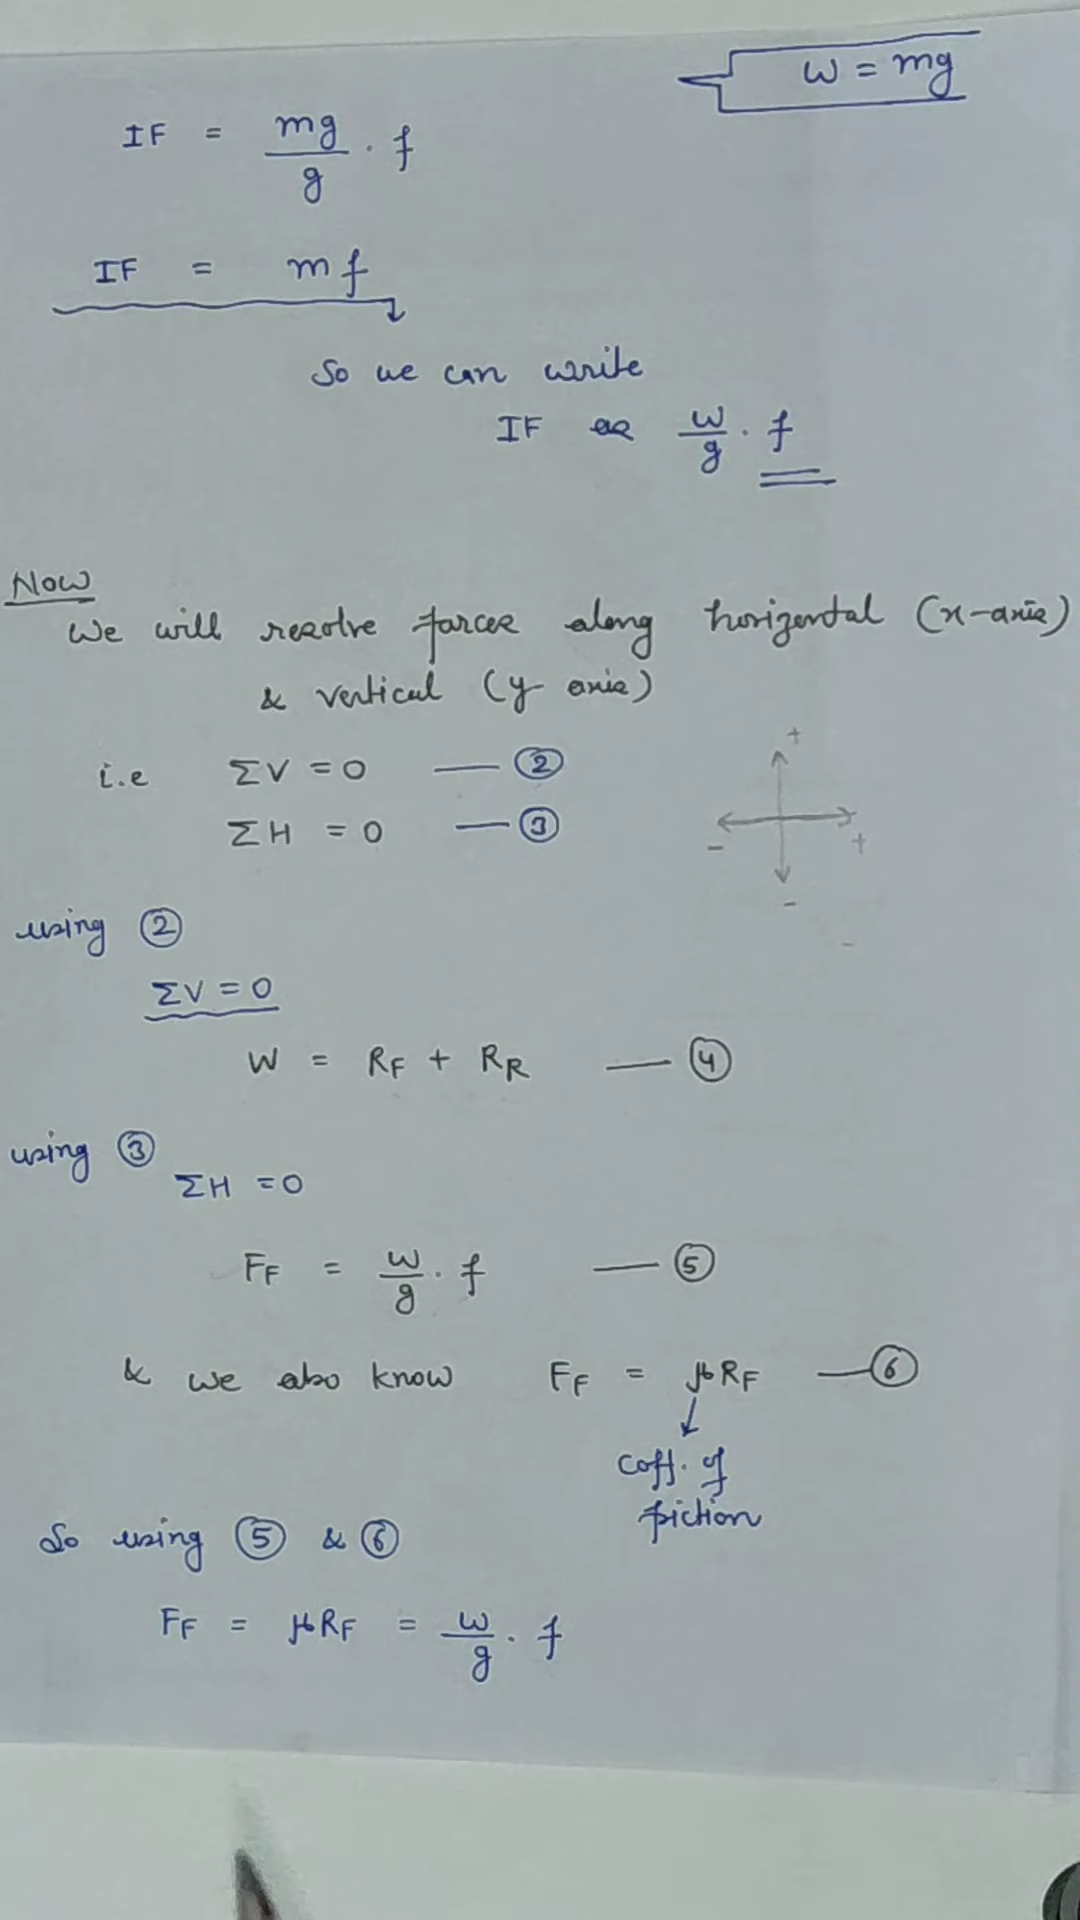 W = mg
IF = mg/g . f
IF = mf
So we can write
IF as W/g . f
Now
We will resolve forces along horizontal (x-axis)
& vertical (y axis)
i.e ΣV = 0 — ②
ΣH = 0 — ③
+
- +
-
using ②
ΣV = 0
W = RF + RR — ④
using ③
ΣH = 0
FF = W/g . f — ⑤
& we also know FF = μRF — ⑥
Coff. of
friction
So using ⑤ & ⑥
FF = μRF = W/g . f